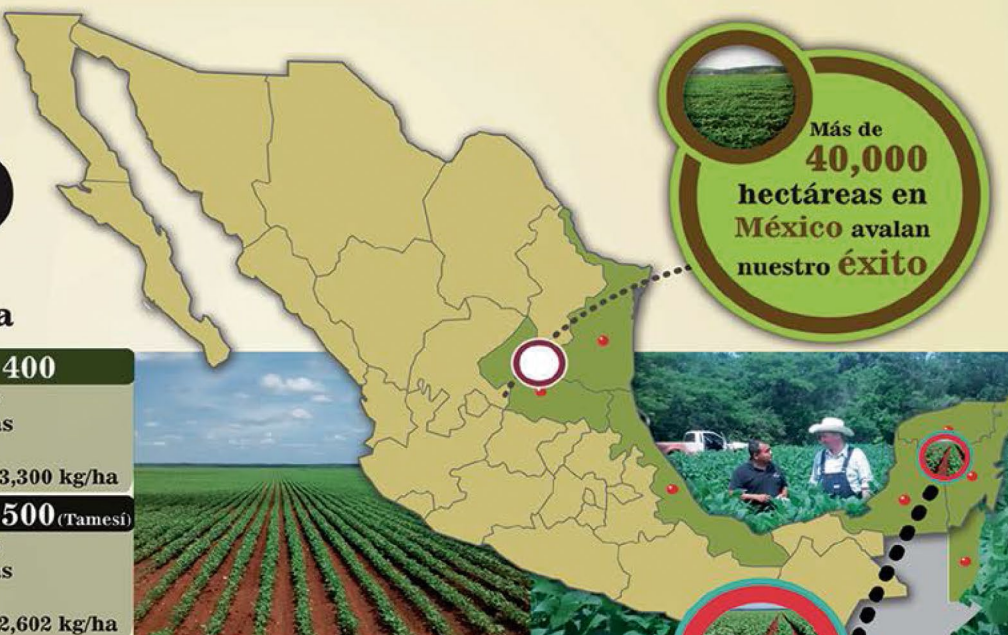 Más de
40,000
hectáreas en
México avalan
nuestro éxito
a
400
as
3,300 kg/ha
500 (Tamesí)
as
2,602 kg/ha